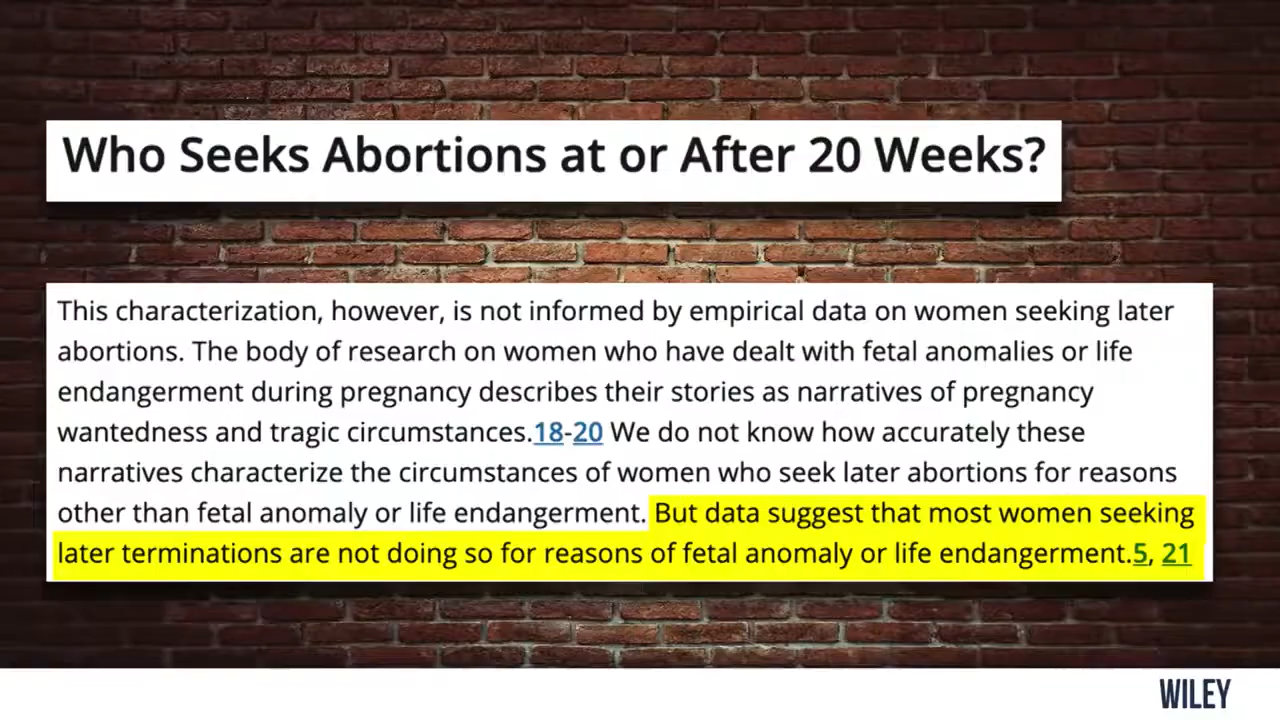 Who Seeks Abortions at or After 20 Weeks?
This characterization, however, is not informed by empirical data on women seeking later
abortions. The body of research on women who have dealt with fetal anomalies or life
endangerment during pregnancy describes their stories as narratives of pregnancy
wantedness and tragic circumstances.18-20 We do not know how accurately these
narratives characterize the circumstances of women who seek later abortions for reasons
other than fetal anomaly or life endangerment. But data suggest that most women seeking
later terminations are not doing so for reasons of fetal anomaly or life endangerment.5, 21
WILEY